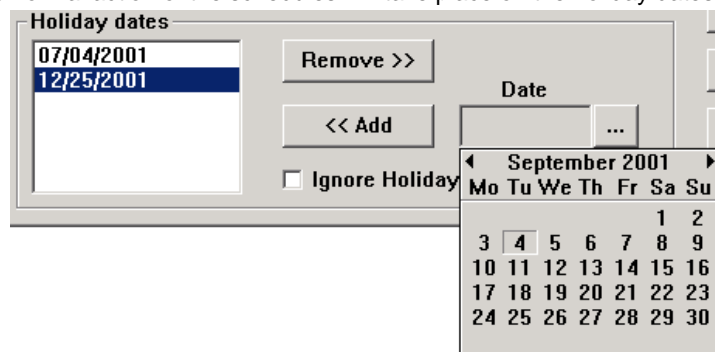 Holiday dates
07/04/2001
12/25/2001
Remove >>
Date
<< Add
...
Ignore Holiday
September 2001
Mo Tu We Th Fr Sa Su
1 2
3 4 5 6 7 8 9
10 11 12 13 14 15 16
17 18 19 20 21 22 23
24 25 26 27 28 29 30